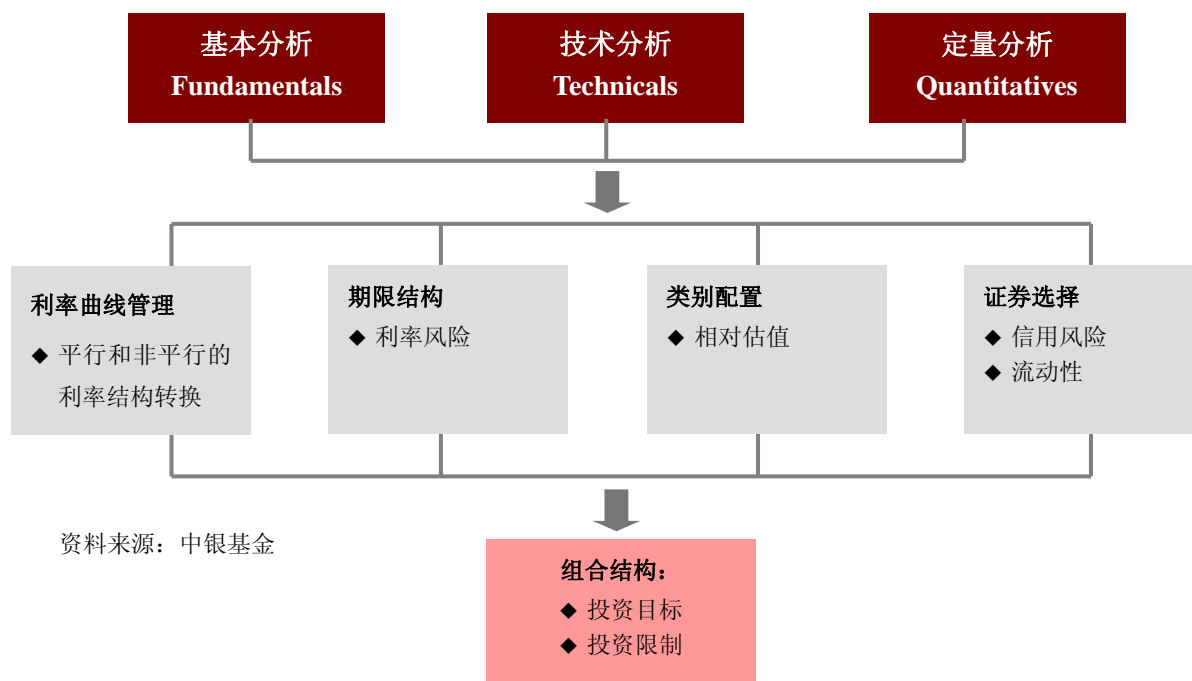 基本分析
Fundamentals
技术分析
Technicals
定量分析
Quantitatives
利率曲线管理
◆ 平行和非平行的
利率结构转换
期限结构
◆ 利率风险
类别配置
◆ 相对估值
证券选择
◆ 信用风险
◆ 流动性
资料来源：中银基金
组合结构：
◆ 投资目标
◆ 投资限制